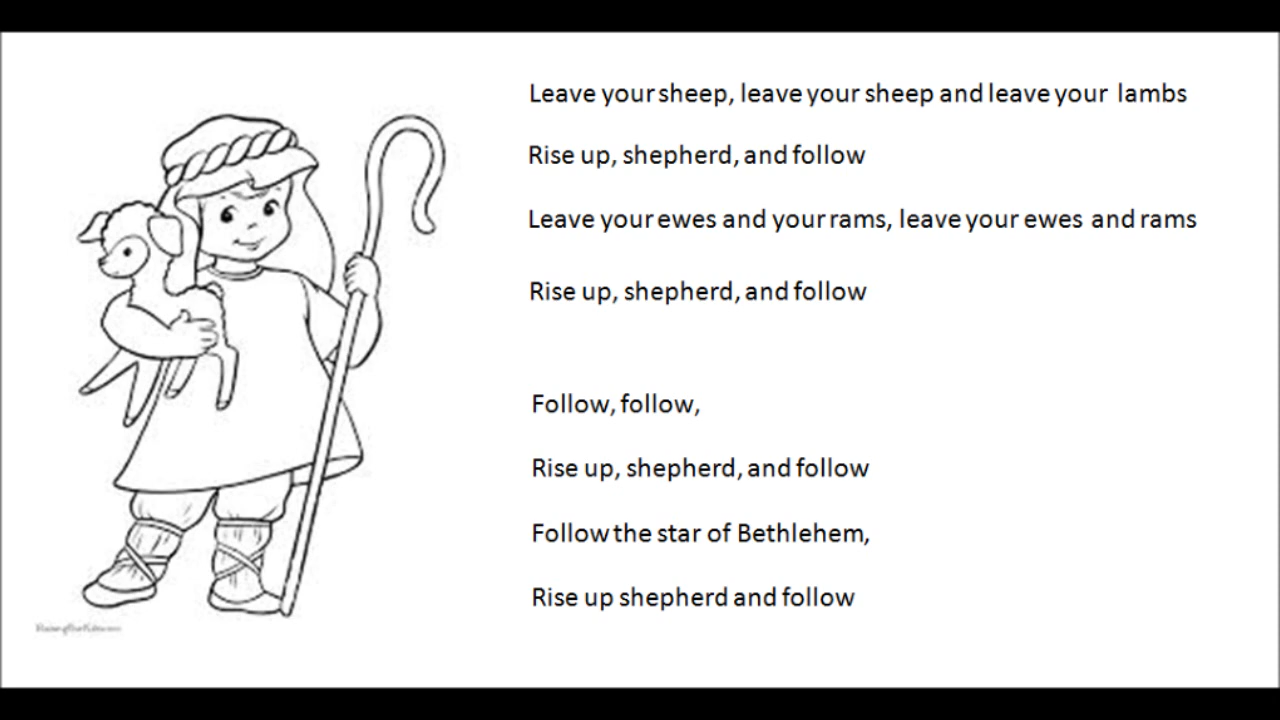 Leave your sheep, leave your sheep and leave your lambs
Rise up, shepherd, and follow
Leave your ewes and your rams, leave your ewes and rams
Rise up, shepherd, and follow
Follow, follow,
Rise up, shepherd, and follow
Follow the star of Bethlehem,
Rise up shepherd and follow